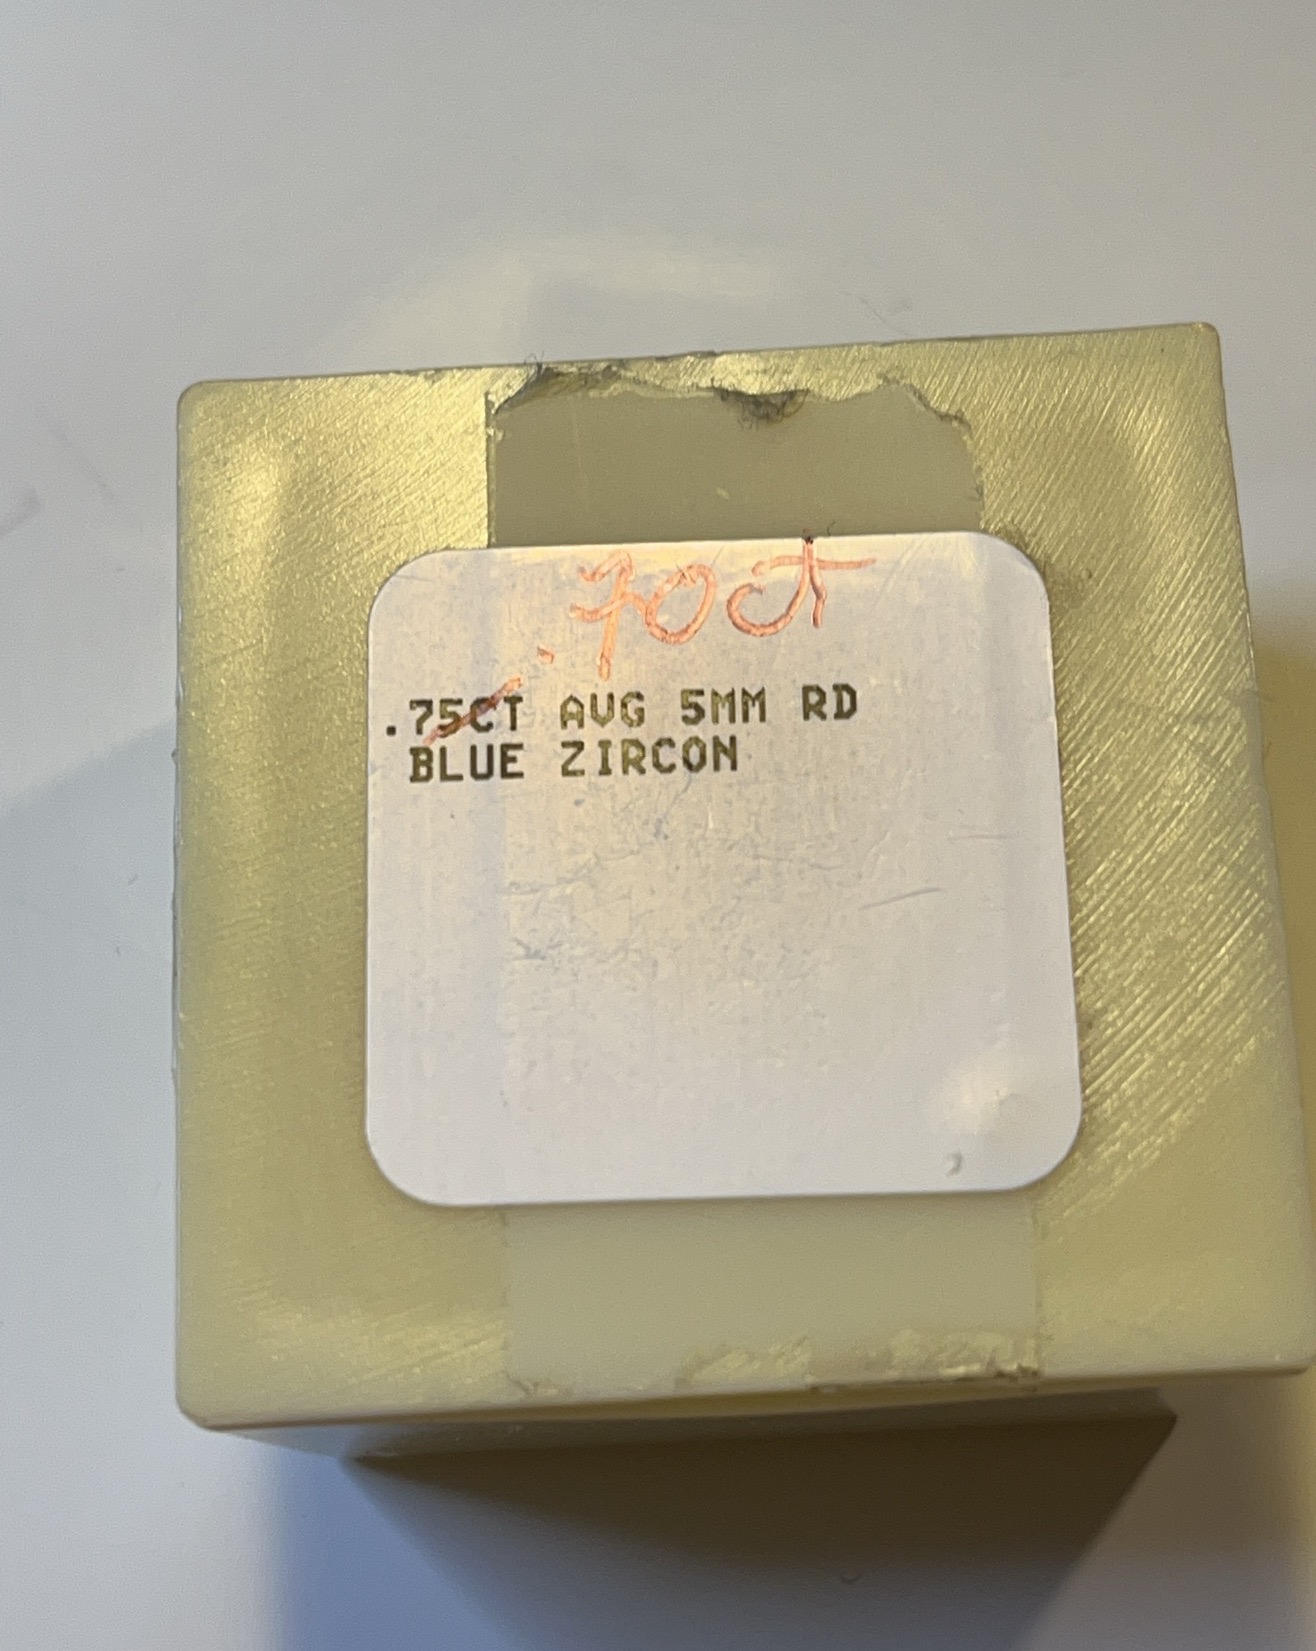 .70ct
.75CT AVG 5MM RD
BLUE ZIRCON